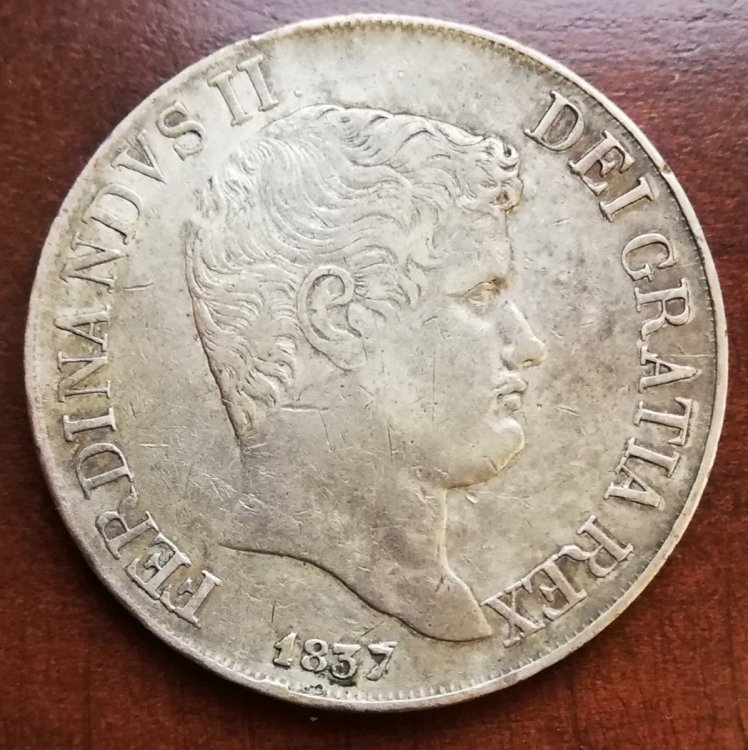 FERDINANDVS II.
DEI GRATIA REX
1837